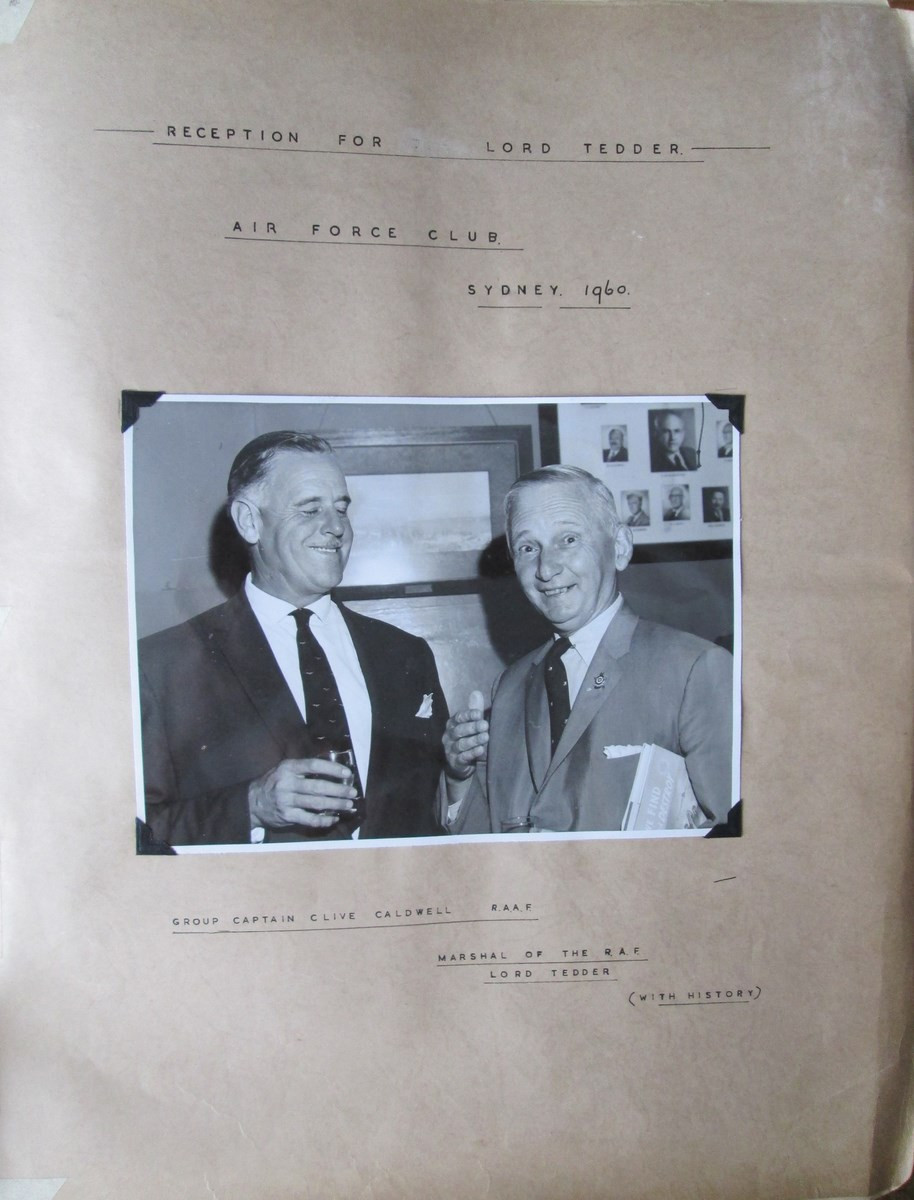 RECEPTION FOR LORD TEDDER.
AIR FORCE CLUB.
SYDNEY. 1960.
GROUP CAPTAIN CLIVE CALDWELL R.A.A.F.
MARSHAL OF THE R.A.F.
LORD TEDDER
(WITH HISTORY)